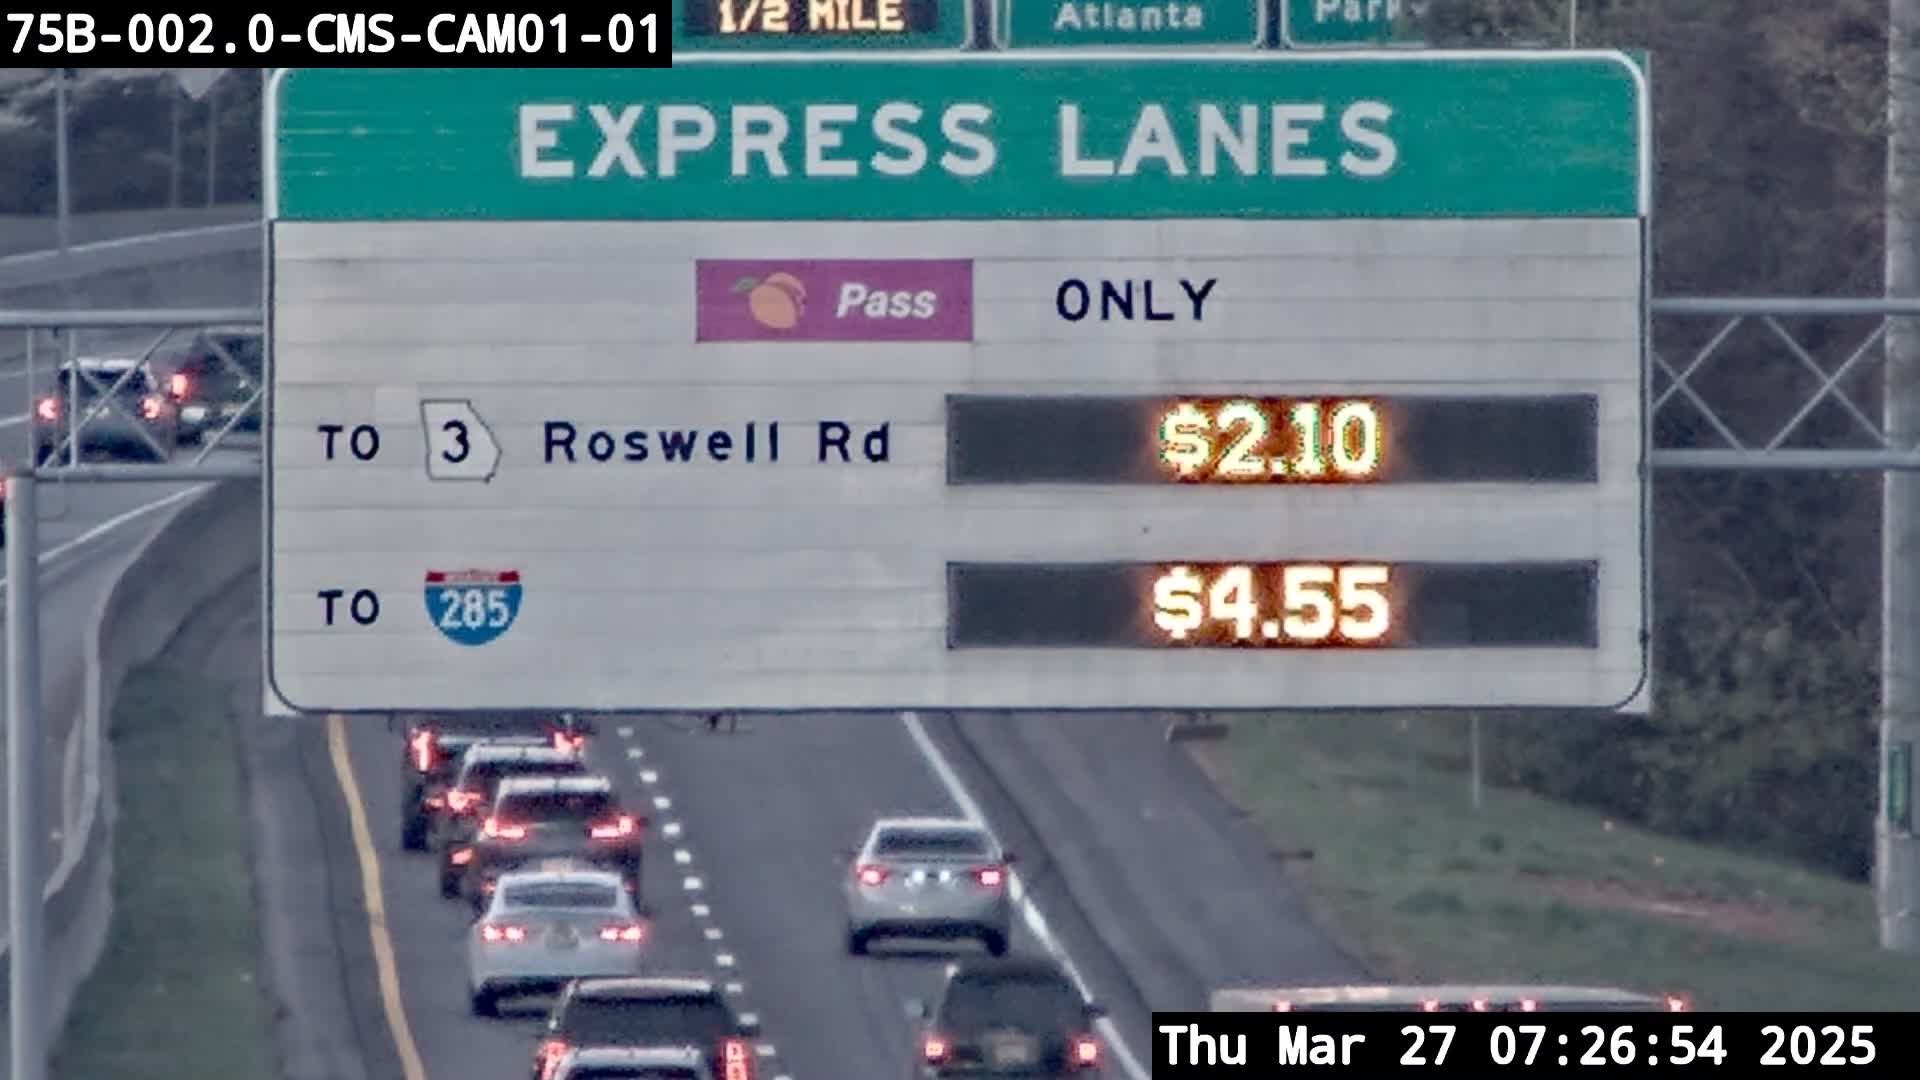 75B-002.0-CMS-CAM01-01
1/2 MILE
Atlanta
EXPRESS LANES
Pass ONLY
TO 3 Roswell Rd $2.10
TO 285 $4.55
Thu Mar 27 07:26:54 2025